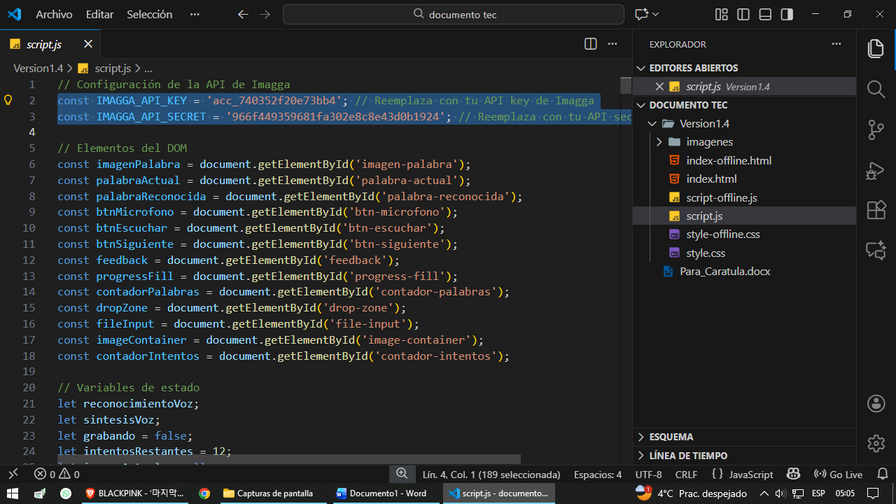 Archivo Editar Selección ··· documento tec
script.js
Version1.4 > script.js > ...
1 // Configuración de la API de Imagga
2 const IMAGGA_API_KEY = 'acc_740352f20e73bb4'; // Reemplaza con tu API key de Imagga
3 const IMAGGA_API_SECRET = '966f449359681fa302e8c8e43d0b1924'; // Reemplaza con tu API sec
4
5 // Elementos del DOM
6 const imagenPalabra = document.getElementById('imagen-palabra');
7 const palabraActual = document.getElementById('palabra-actual');
8 const palabraReconocida = document.getElementById('palabra-reconocida');
9 const btnMicrofono = document.getElementById('btn-microfono');
10 const btnEscuchar = document.getElementById('btn-escuchar');
11 const btnSiguiente = document.getElementById('btn-siguiente');
12 const feedback = document.getElementById('feedback');
13 const progressFill = document.getElementById('progress-fill');
14 const contadorPalabras = document.getElementById('contador-palabras');
15 const dropZone = document.getElementById('drop-zone');
16 const fileInput = document.getElementById('file-input');
17 const imageContainer = document.getElementById('image-container');
18 const contadorIntentos = document.getElementById('contador-intentos');
19
20 // Variables de estado
21 let reconocimientoVoz;
22 let sintesisVoz;
23 let grabando = false;
24 let intentosRestantes = 12;
EXPLORADOR ···
EDITORES ABIERTOS
script.js Version1.4
DOCUMENTO TEC
Version1.4
imagenes
index-offline.html
index.html
script-offline.js
script.js
style-offline.css
style.css
Para_Caratula.docx
ESQUEMA
LÍNEA DE TIEMPO
0 0 0 Lín. 4, Col. 1 (189 seleccionada) Espacios: 4 UTF-8 CRLF {} JavaScript Go Live
BLACKPINK - '마지막... Capturas de pantalla Documento1 - Word script.js - documento... 4°C Prac. despejado ESP 05:05